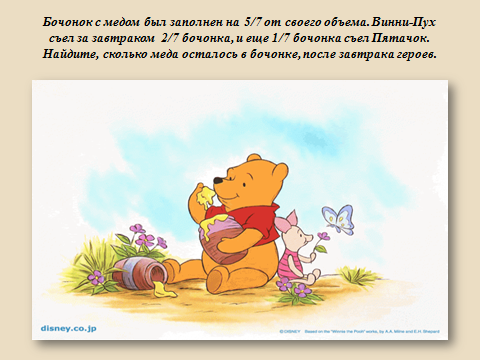 Бочонок с медом был заполнен на 5/7 от своего объема. Винни-Пух
съел за завтраком 2/7 бочонка, и еще 1/7 бочонка съел Пятачок.
Найдите, сколько меда осталось в бочонке, после завтрака героев.
disney.co.jp
©DISNEY Based on the "Winnie the Pooh" works, by A.A. Milne and E.H. Shepard